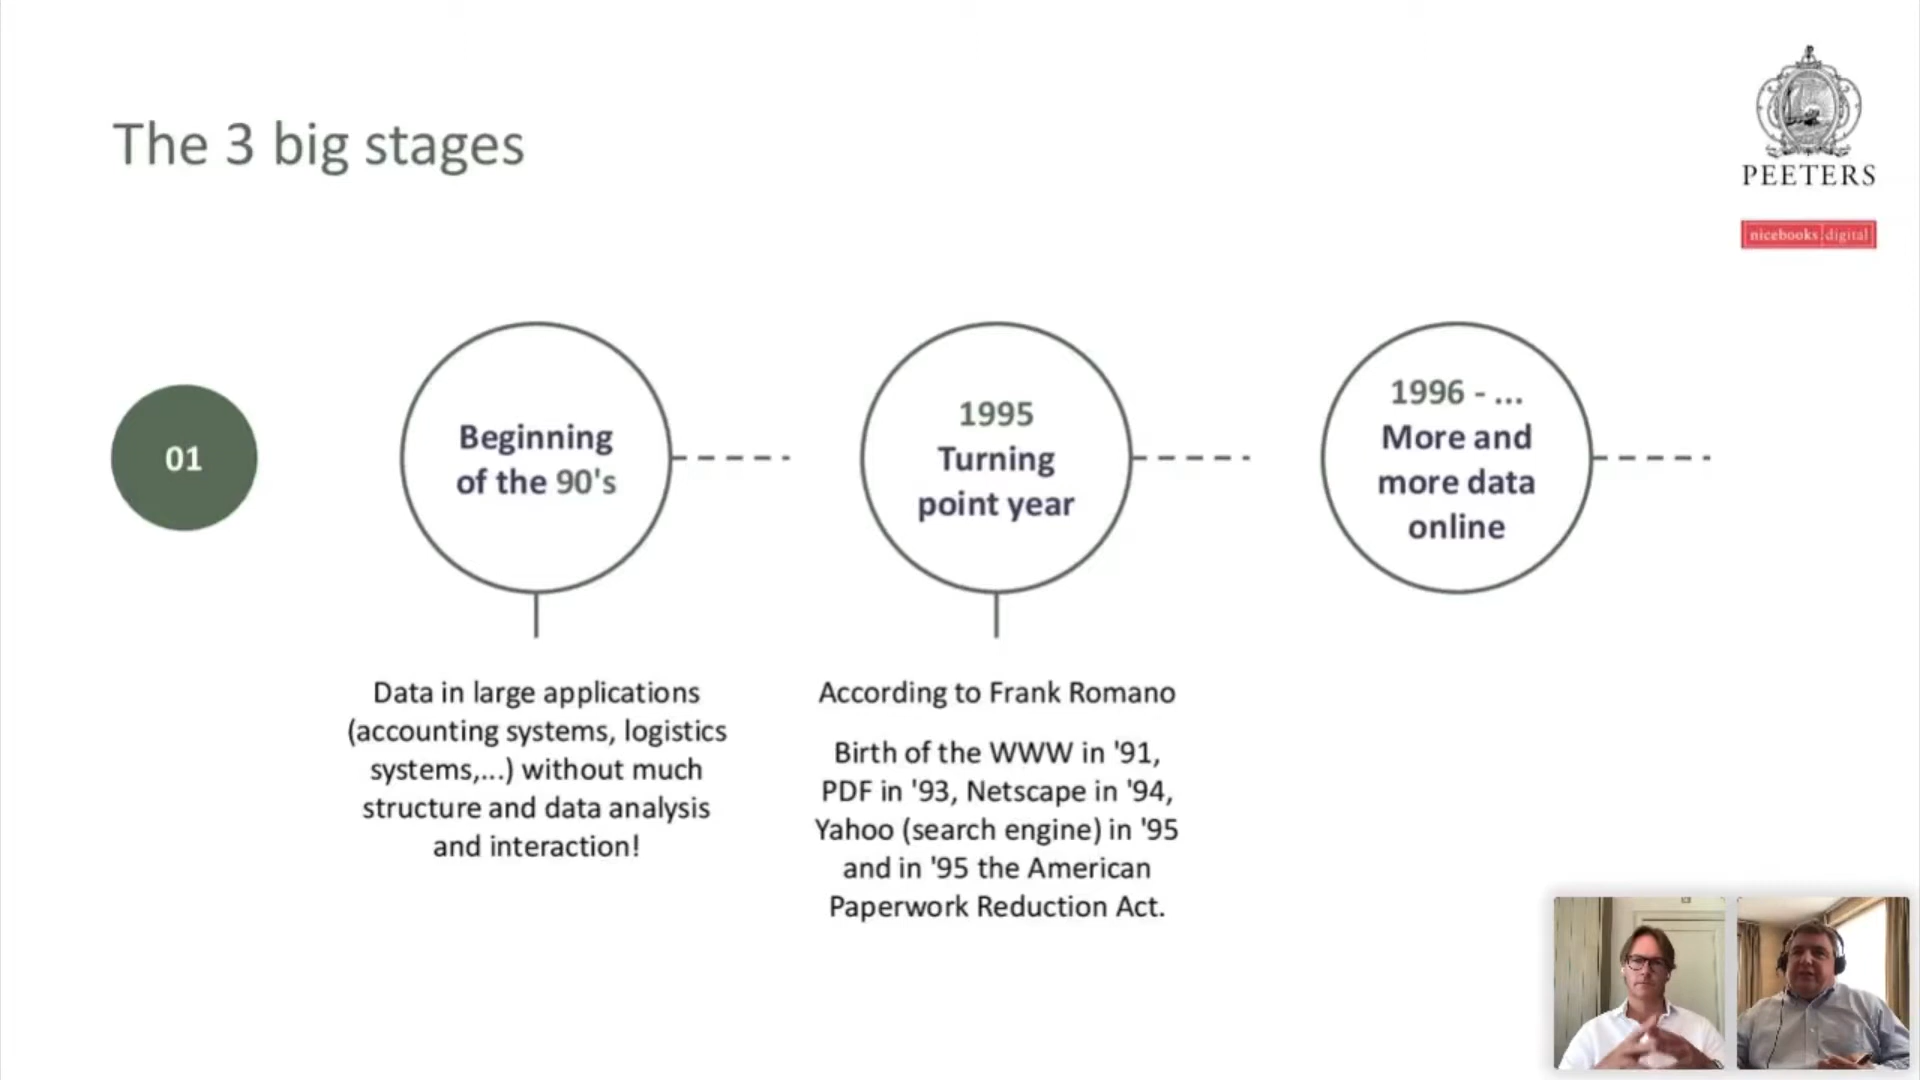 The 3 big stages
PEETERS
nicebooks digital
01
Beginning
of the 90's
1995
Turning
point year
1996 - ...
More and
more data
online
Data in large applications
(accounting systems, logistics
systems,...) without much
structure and data analysis
and interaction!
According to Frank Romano
Birth of the WWW in '91,
PDF in '93, Netscape in '94,
Yahoo (search engine) in '95
and in '95 the American
Paperwork Reduction Act.